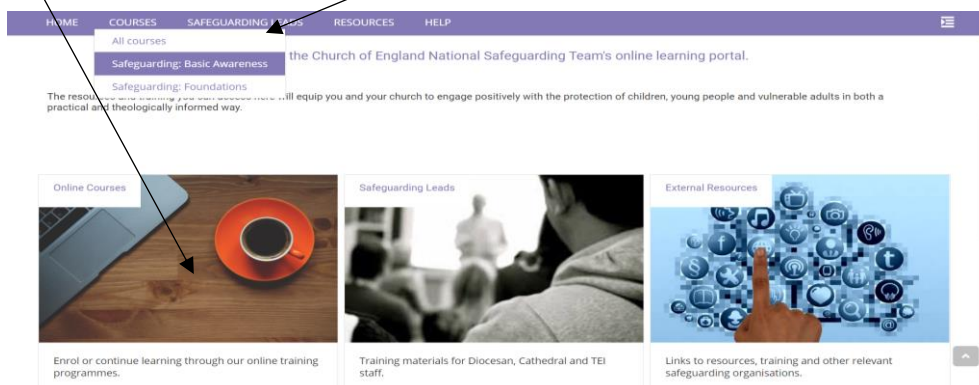 HOME COURSES SAFEGUARDING LEADS RESOURCES HELP
All courses
Safeguarding: Basic Awareness
Safeguarding: Foundations
the Church of England National Safeguarding Team's online learning portal.
The resources and training you can access here will equip you and your church to engage positively with the protection of children, young people and vulnerable adults in both a
practical and theologically informed way.
Online Courses
Safeguarding Leads
External Resources
Enrol or continue learning through our online training
programmes.
Training materials for Diocesan, Cathedral and TEI
staff.
Links to resources, training and other relevant
safeguarding organisations.